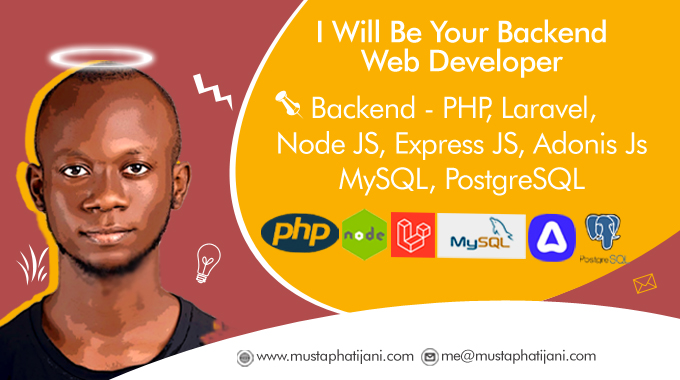 I Will Be Your Backend
Web Developer
Backend - PHP, Laravel,
Node JS, Express JS, Adonis Js
MySQL, PostgreSQL
php
node
MySQL
PostgreSQL
www.mustaphatijani.com
me@mustaphatijani.com